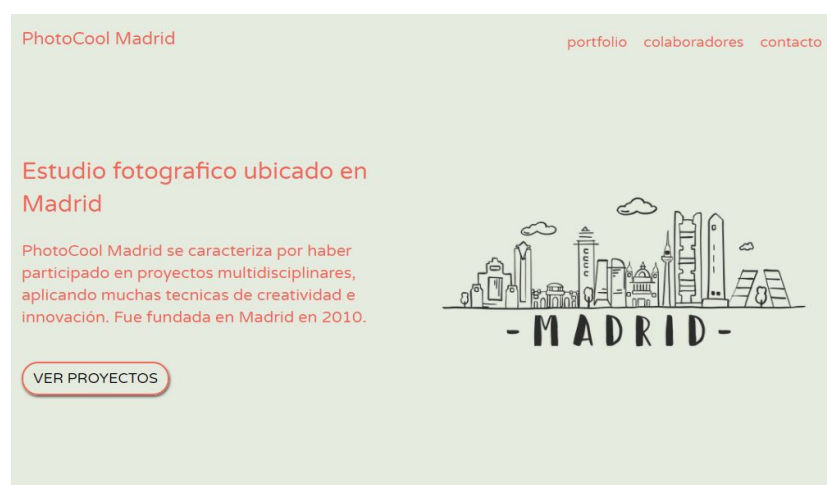 PhotoCool Madrid
portfolio colaboradores contacto
Estudio fotografico ubicado en
Madrid
PhotoCool Madrid se caracteriza por haber
participado en proyectos multidisciplinares,
aplicando muchas tecnicas de creatividad e
innovación. Fue fundada en Madrid en 2010.
VER PROYECTOS
-MADRID-